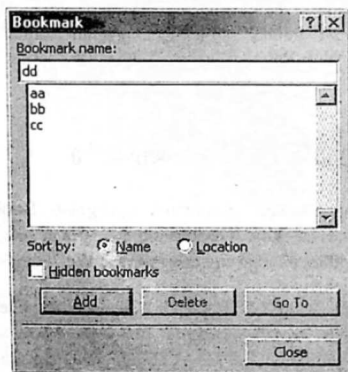 Bookmark
Bookmark name:
dd
aa
bb
cc
Sort by: Name Location
Hidden bookmarks
Add Delete Go To
Close